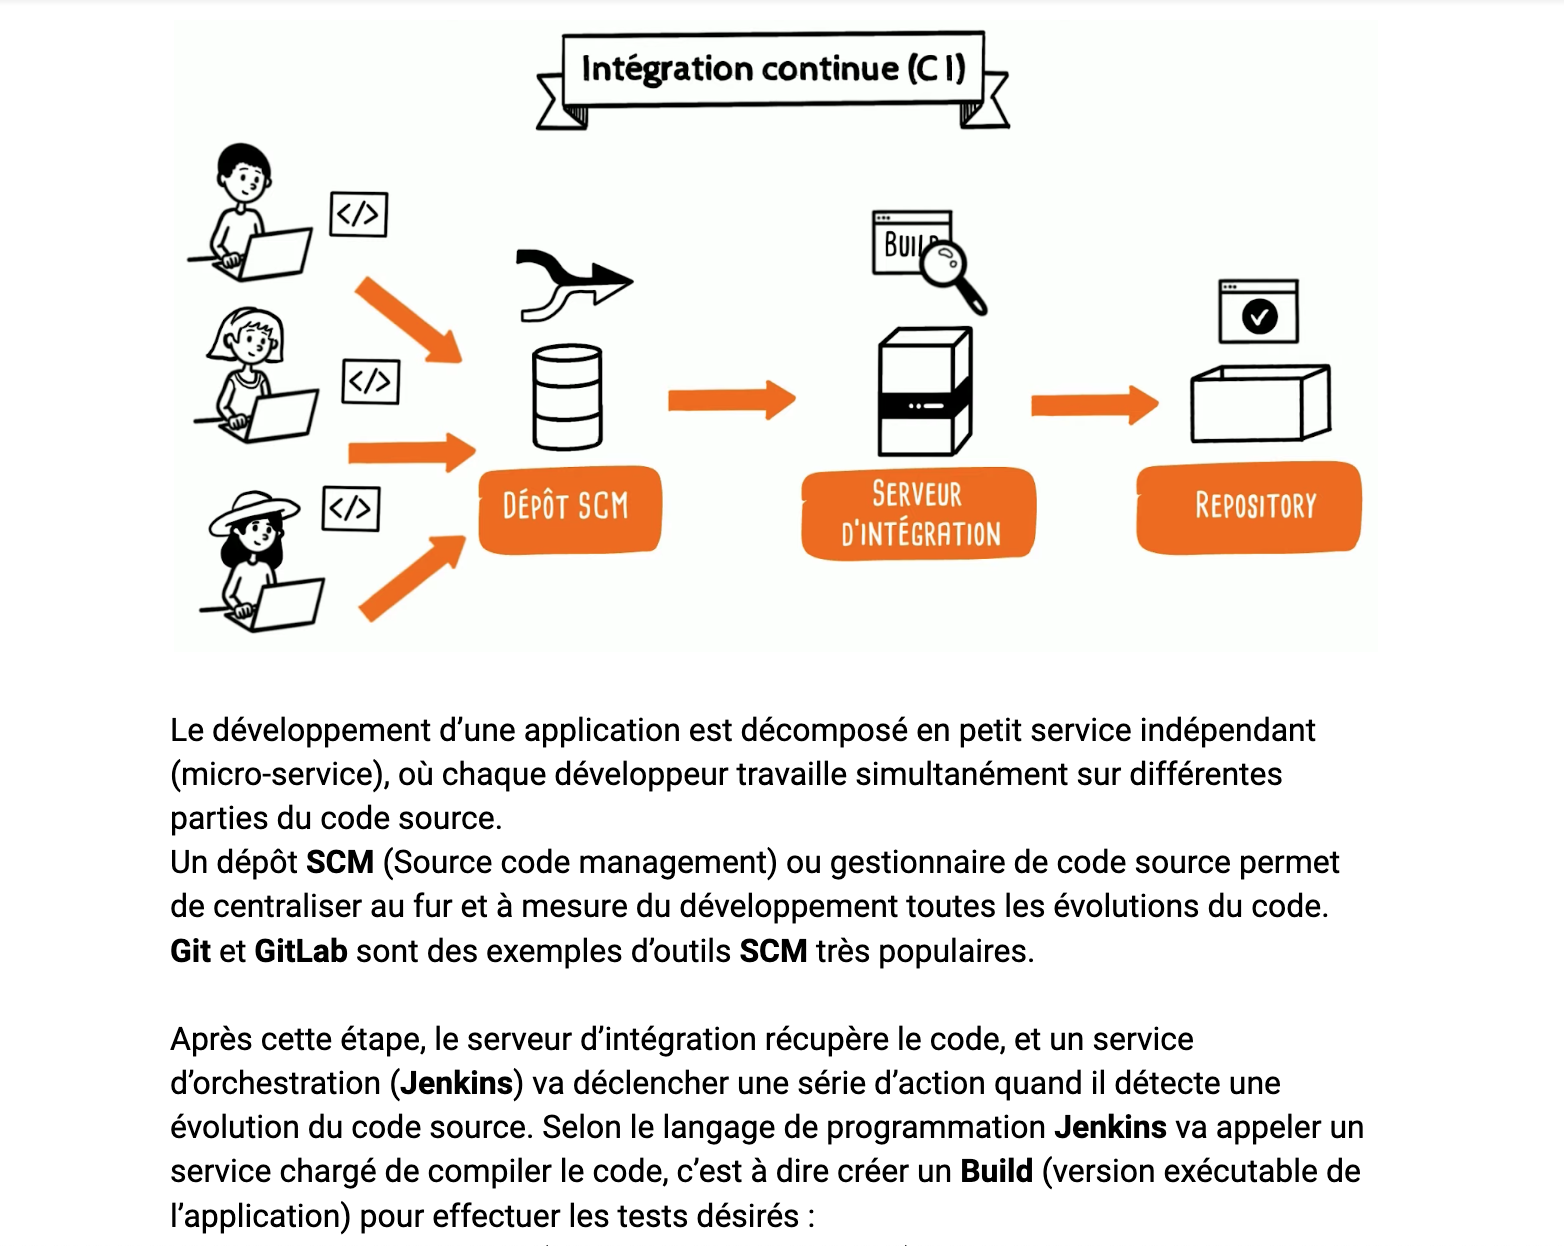 Intégration continue (C I)
</>
</>
</>
BUILD
DÉPÔT SCM
SERVEUR
D'INTÉGRATION
REPOSITORY
Le développement d’une application est décomposé en petit service indépendant
(micro-service), où chaque développeur travaille simultanément sur différentes
parties du code source.
Un dépôt SCM (Source code management) ou gestionnaire de code source permet
de centraliser au fur et à mesure du développement toutes les évolutions du code.
Git et GitLab sont des exemples d’outils SCM très populaires.
Après cette étape, le serveur d’intégration récupère le code, et un service
d’orchestration (Jenkins) va déclencher une série d’action quand il détecte une
évolution du code source. Selon le langage de programmation Jenkins va appeler un
service chargé de compiler le code, c’est à dire créer un Build (version exécutable de
l’application) pour effectuer les tests désirés :